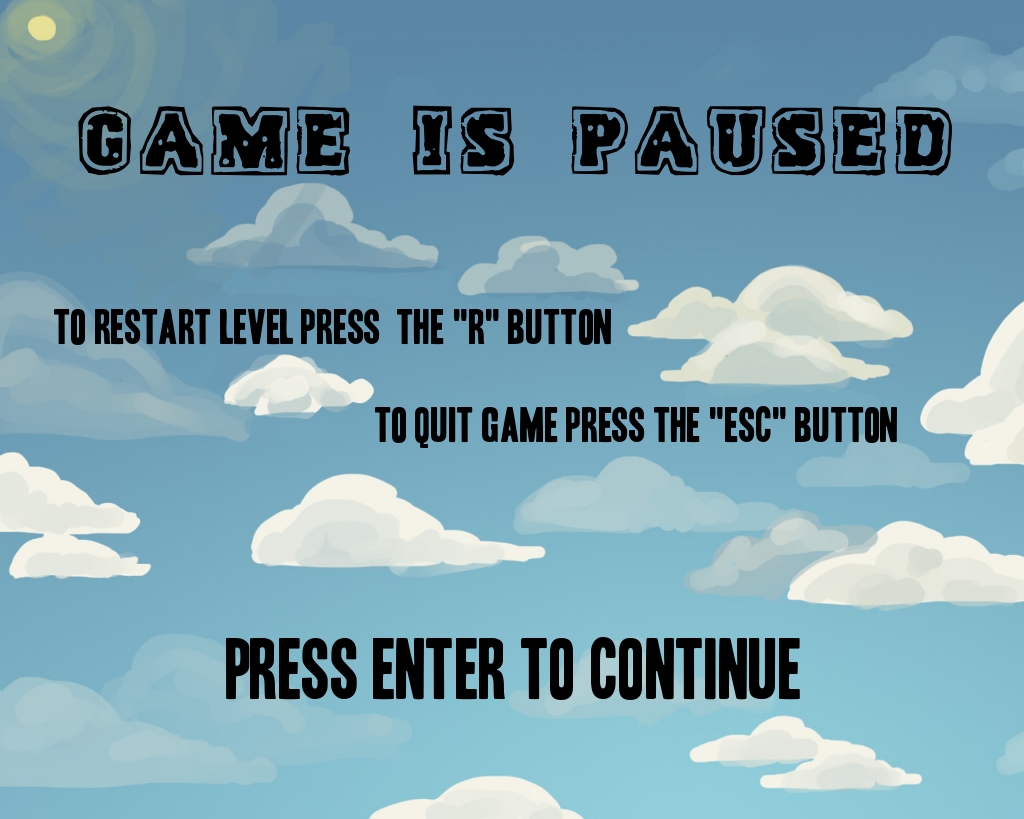 GAME IS PAUSED
TO RESTART LEVEL PRESS THE "R" BUTTON
TO QUIT GAME PRESS THE "ESC" BUTTON
PRESS ENTER TO CONTINUE